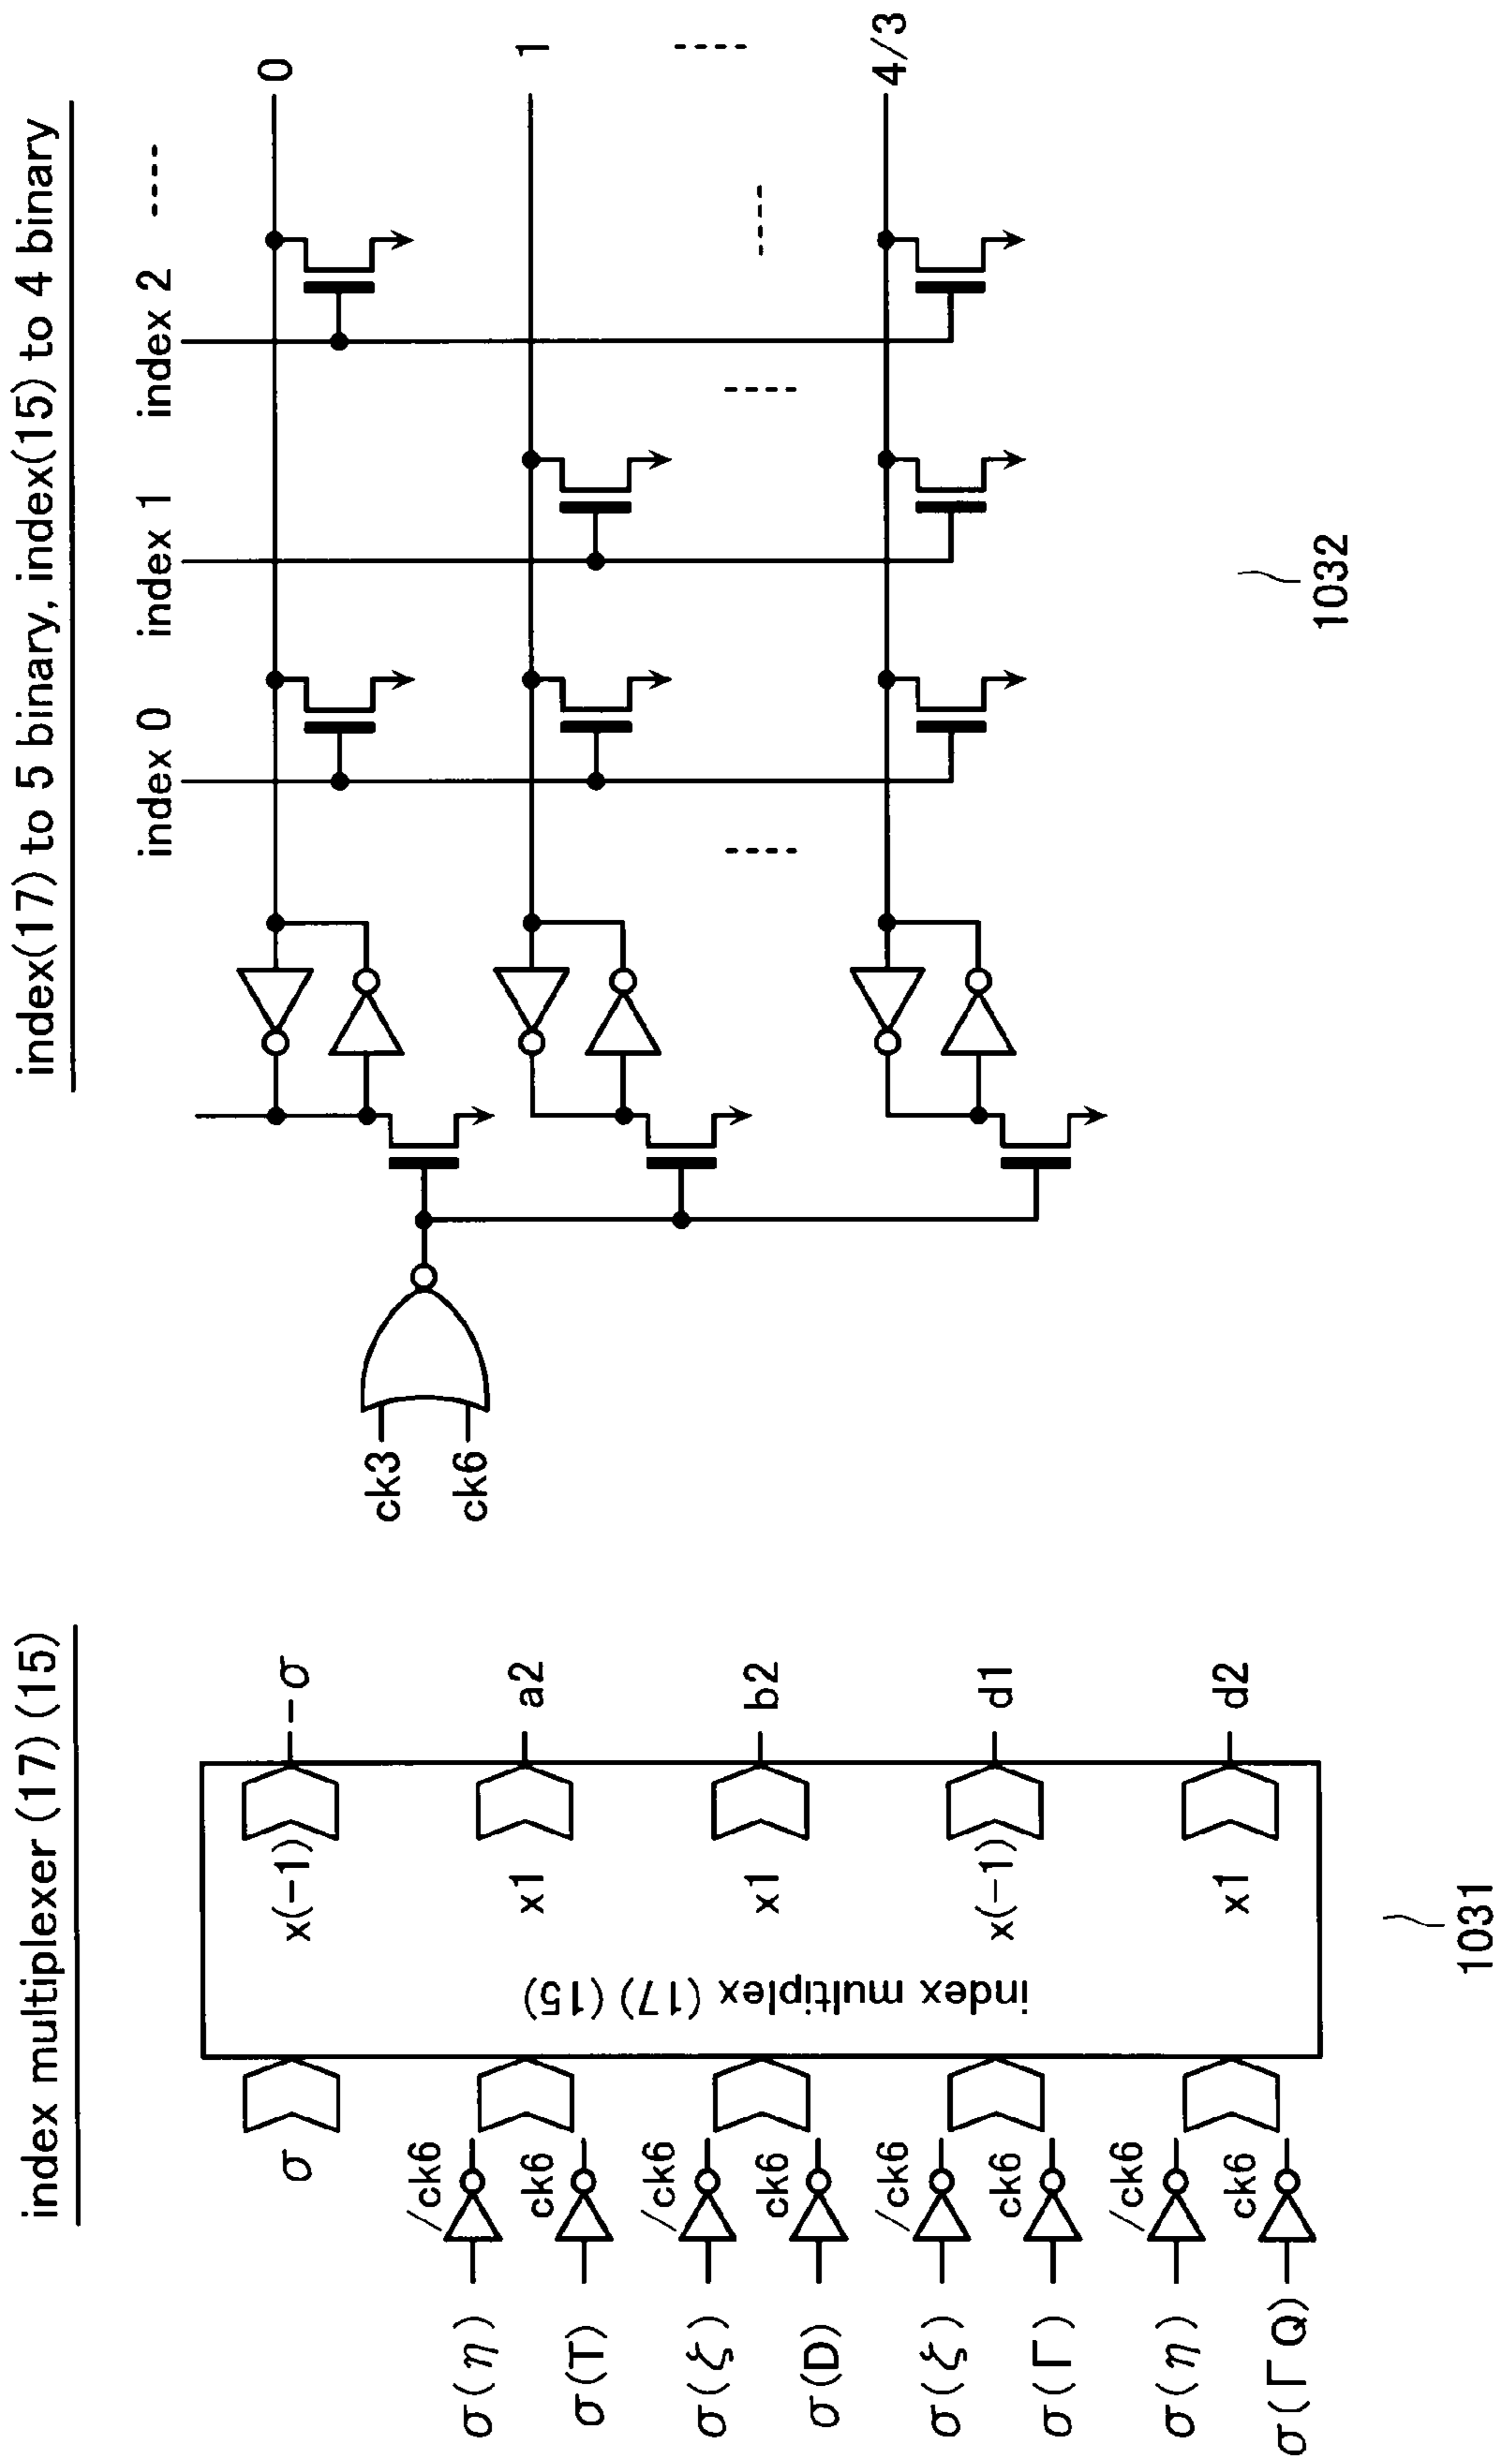 index multiplexer (17) (15)
σ
σ(η)
/ck6
σ(T)
ck6
σ(ζ)
/ck6
σ(D)
ck6
σ(ζ)
/ck6
σ(Γ)
ck6
σ(η)
/ck6
σ(ΓQ)
ck6
index multiplex (17) (15)
x(-1)
x1
x1
x(-1)
x1
-σ
a2
b2
d1
d2
1031
index(17) to 5 binary, index(15) to 4 binary
ck3
ck6
index 0
index 1
index 2
0
1
4/3
1032